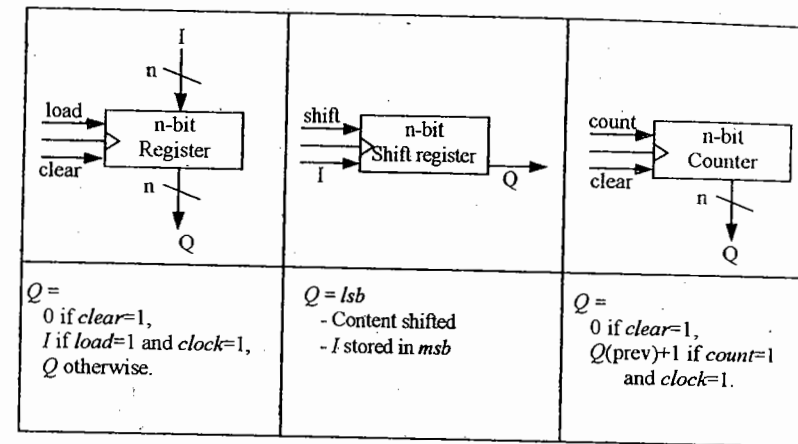 I
n
load
n-bit
Register
clear
n
Q
shift
n-bit
Shift register
I
Q
count
n-bit
Counter
clear
n
Q
Q =
0 if clear=1,
I if load=1 and clock=1,
Q otherwise.
Q = lsb
- Content shifted
- I stored in msb
Q =
0 if clear=1,
Q(prev)+1 if count=1
and clock=1.